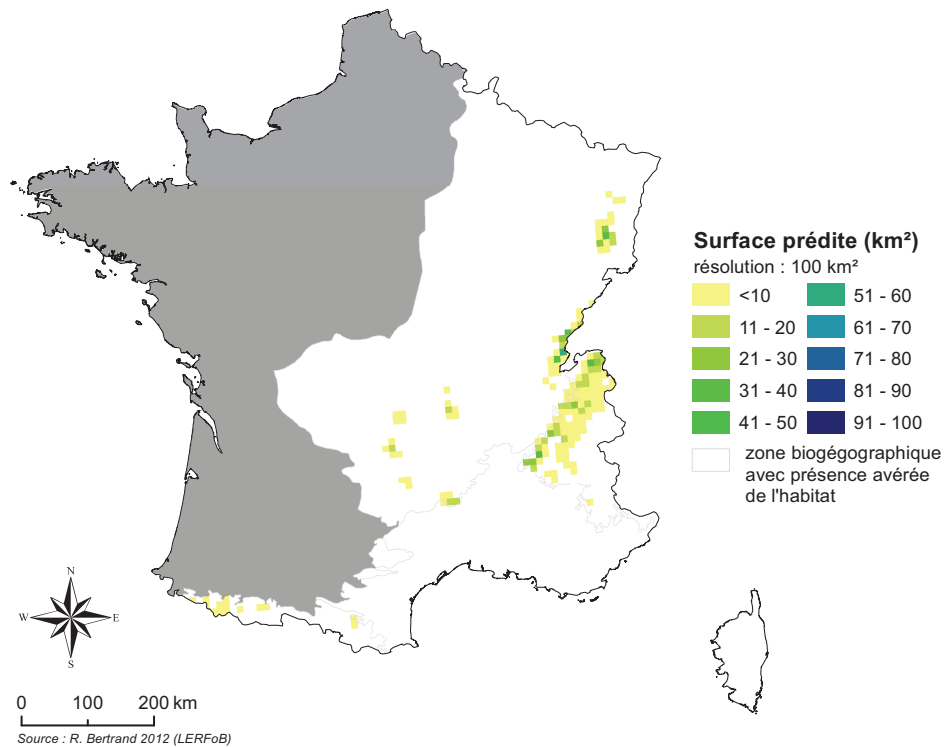 Surface prédite (km²)
résolution : 100 km²
<10
51 - 60
11 - 20
61 - 70
21 - 30
71 - 80
31 - 40
81 - 90
41 - 50
91 - 100
zone biogégographique
avec présence avérée
de l'habitat
N
W
E
S
0 100 200 km
Source : R. Bertrand 2012 (LERFoB)